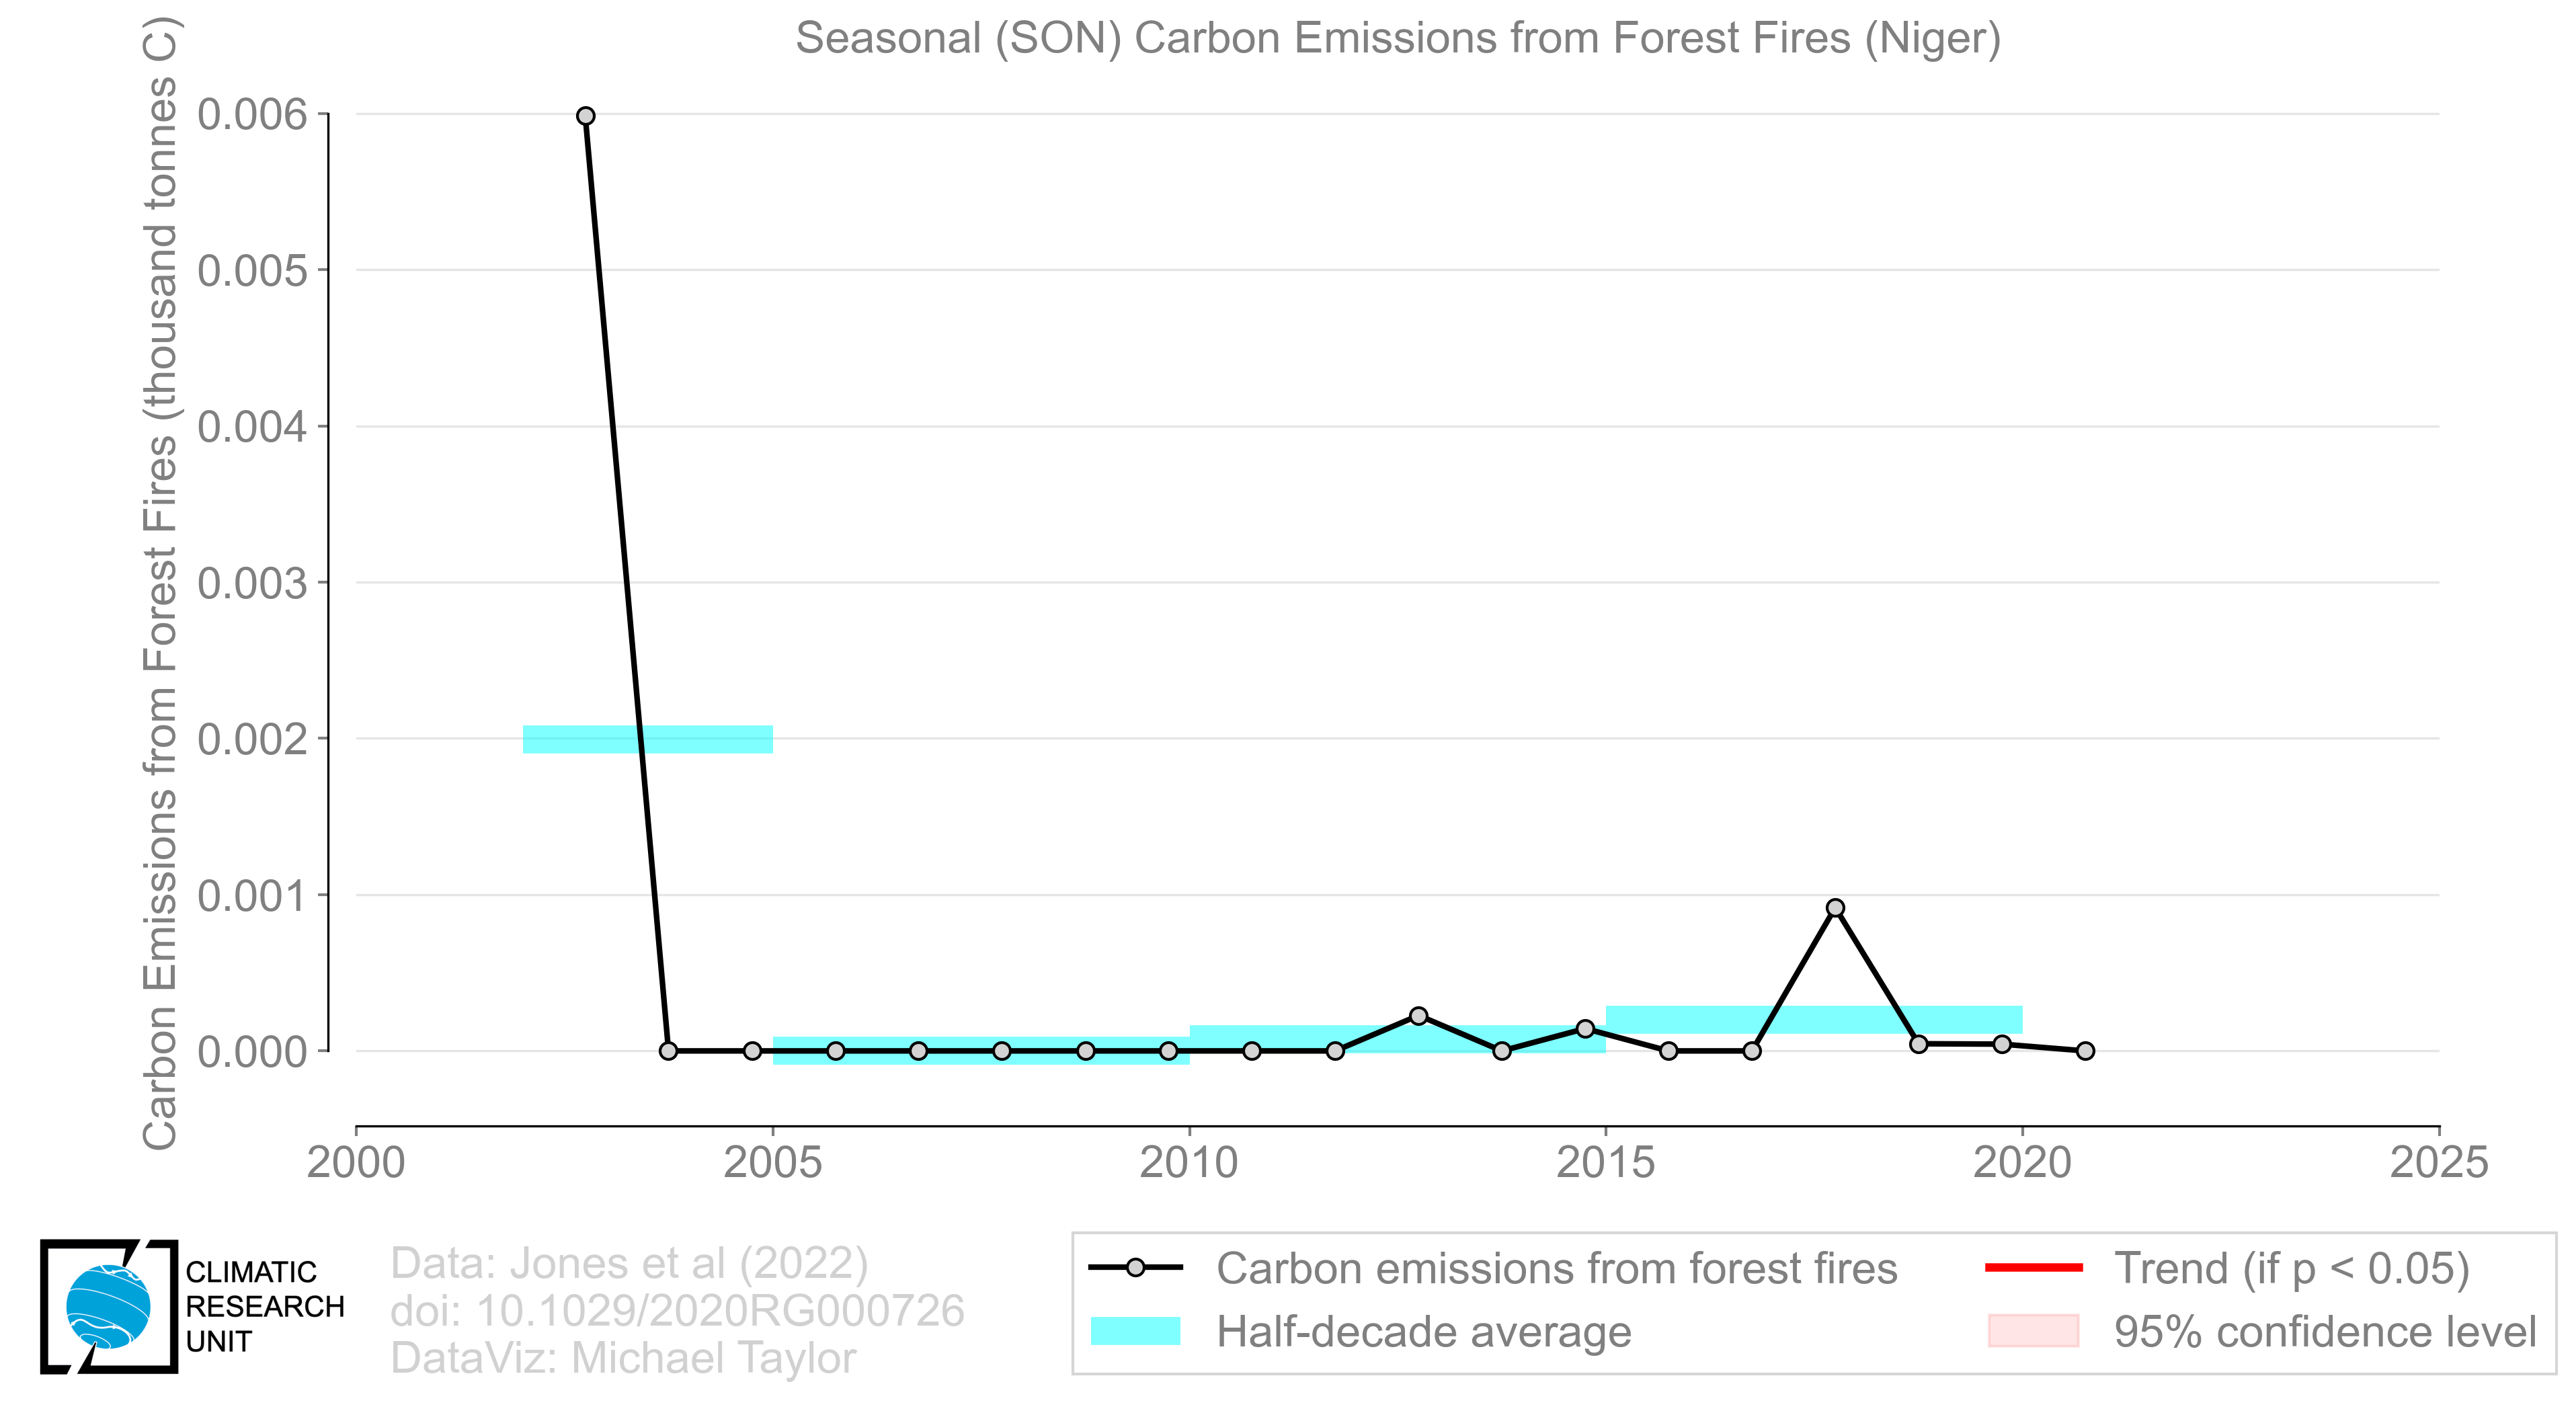 Seasonal (SON) Carbon Emissions from Forest Fires (Niger)
Carbon Emissions from Forest Fires (thousand tonnes C)
0.006
0.005
0.004
0.003
0.002
0.001
0.000
2000 2005 2010 2015 2020 2025
CLIMATIC
RESEARCH
UNIT
Data: Jones et al (2022)
doi: 10.1029/2020RG000726
DataViz: Michael Taylor
Carbon emissions from forest fires
Half-decade average
Trend (if p < 0.05)
95% confidence level